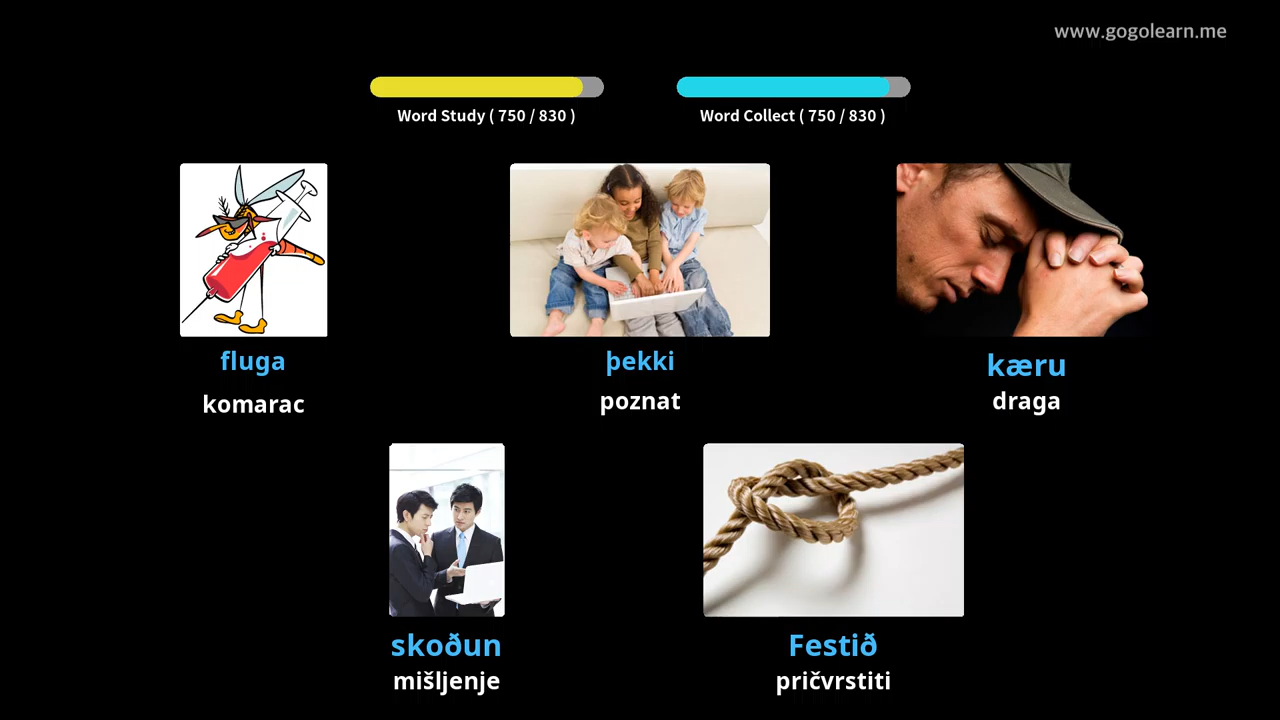 www.gogolearn.me
Word Study ( 750 / 830 )
Word Collect ( 750 / 830 )
fluga
komarac
þekki
poznat
kæru
draga
skoðun
mišljenje
Festið
pričvrstiti